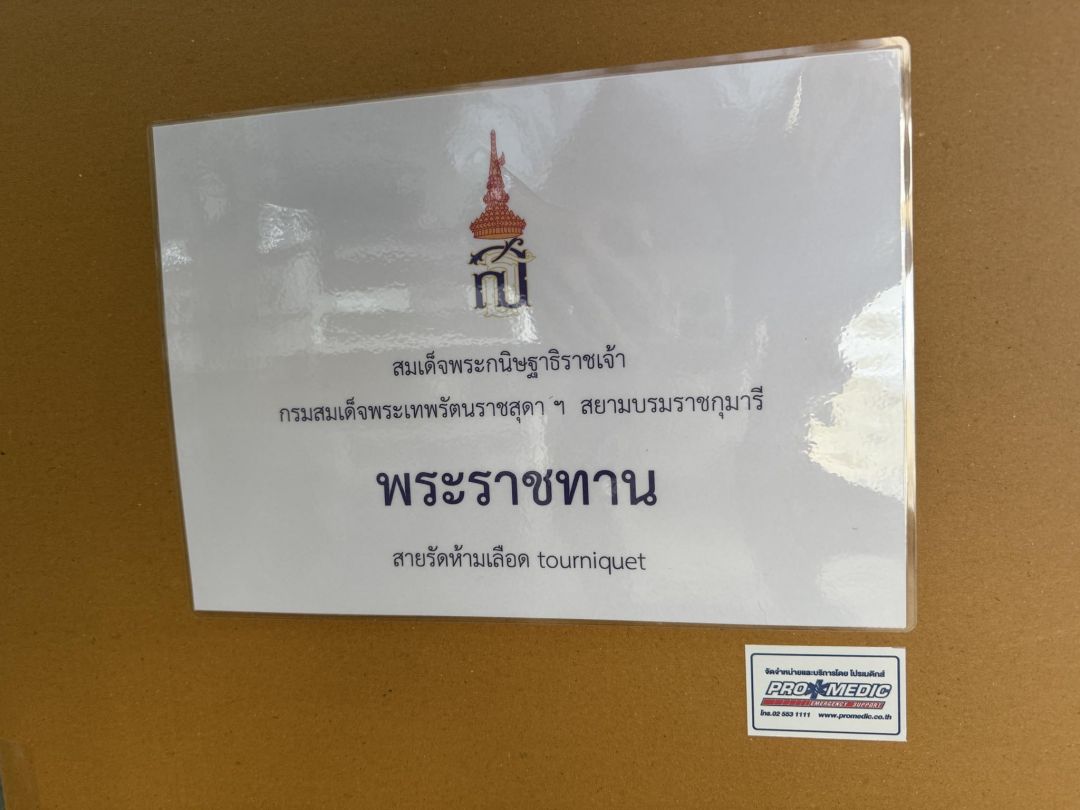 สมเด็จพระกนิษฐาธิราชเจ้า
กรมสมเด็จพระเทพรัตนราชสุดา ฯ สยามบรมราชกุมารี
พระราชทาน
สายรัดห้ามเลือด tourniquet
จัดจำหน่ายและบริการโดย โปรเมดิกส์
PRO MEDIC
EMERGENCY SUPPORT
โทร.02 553 1111 www.promedic.co.th